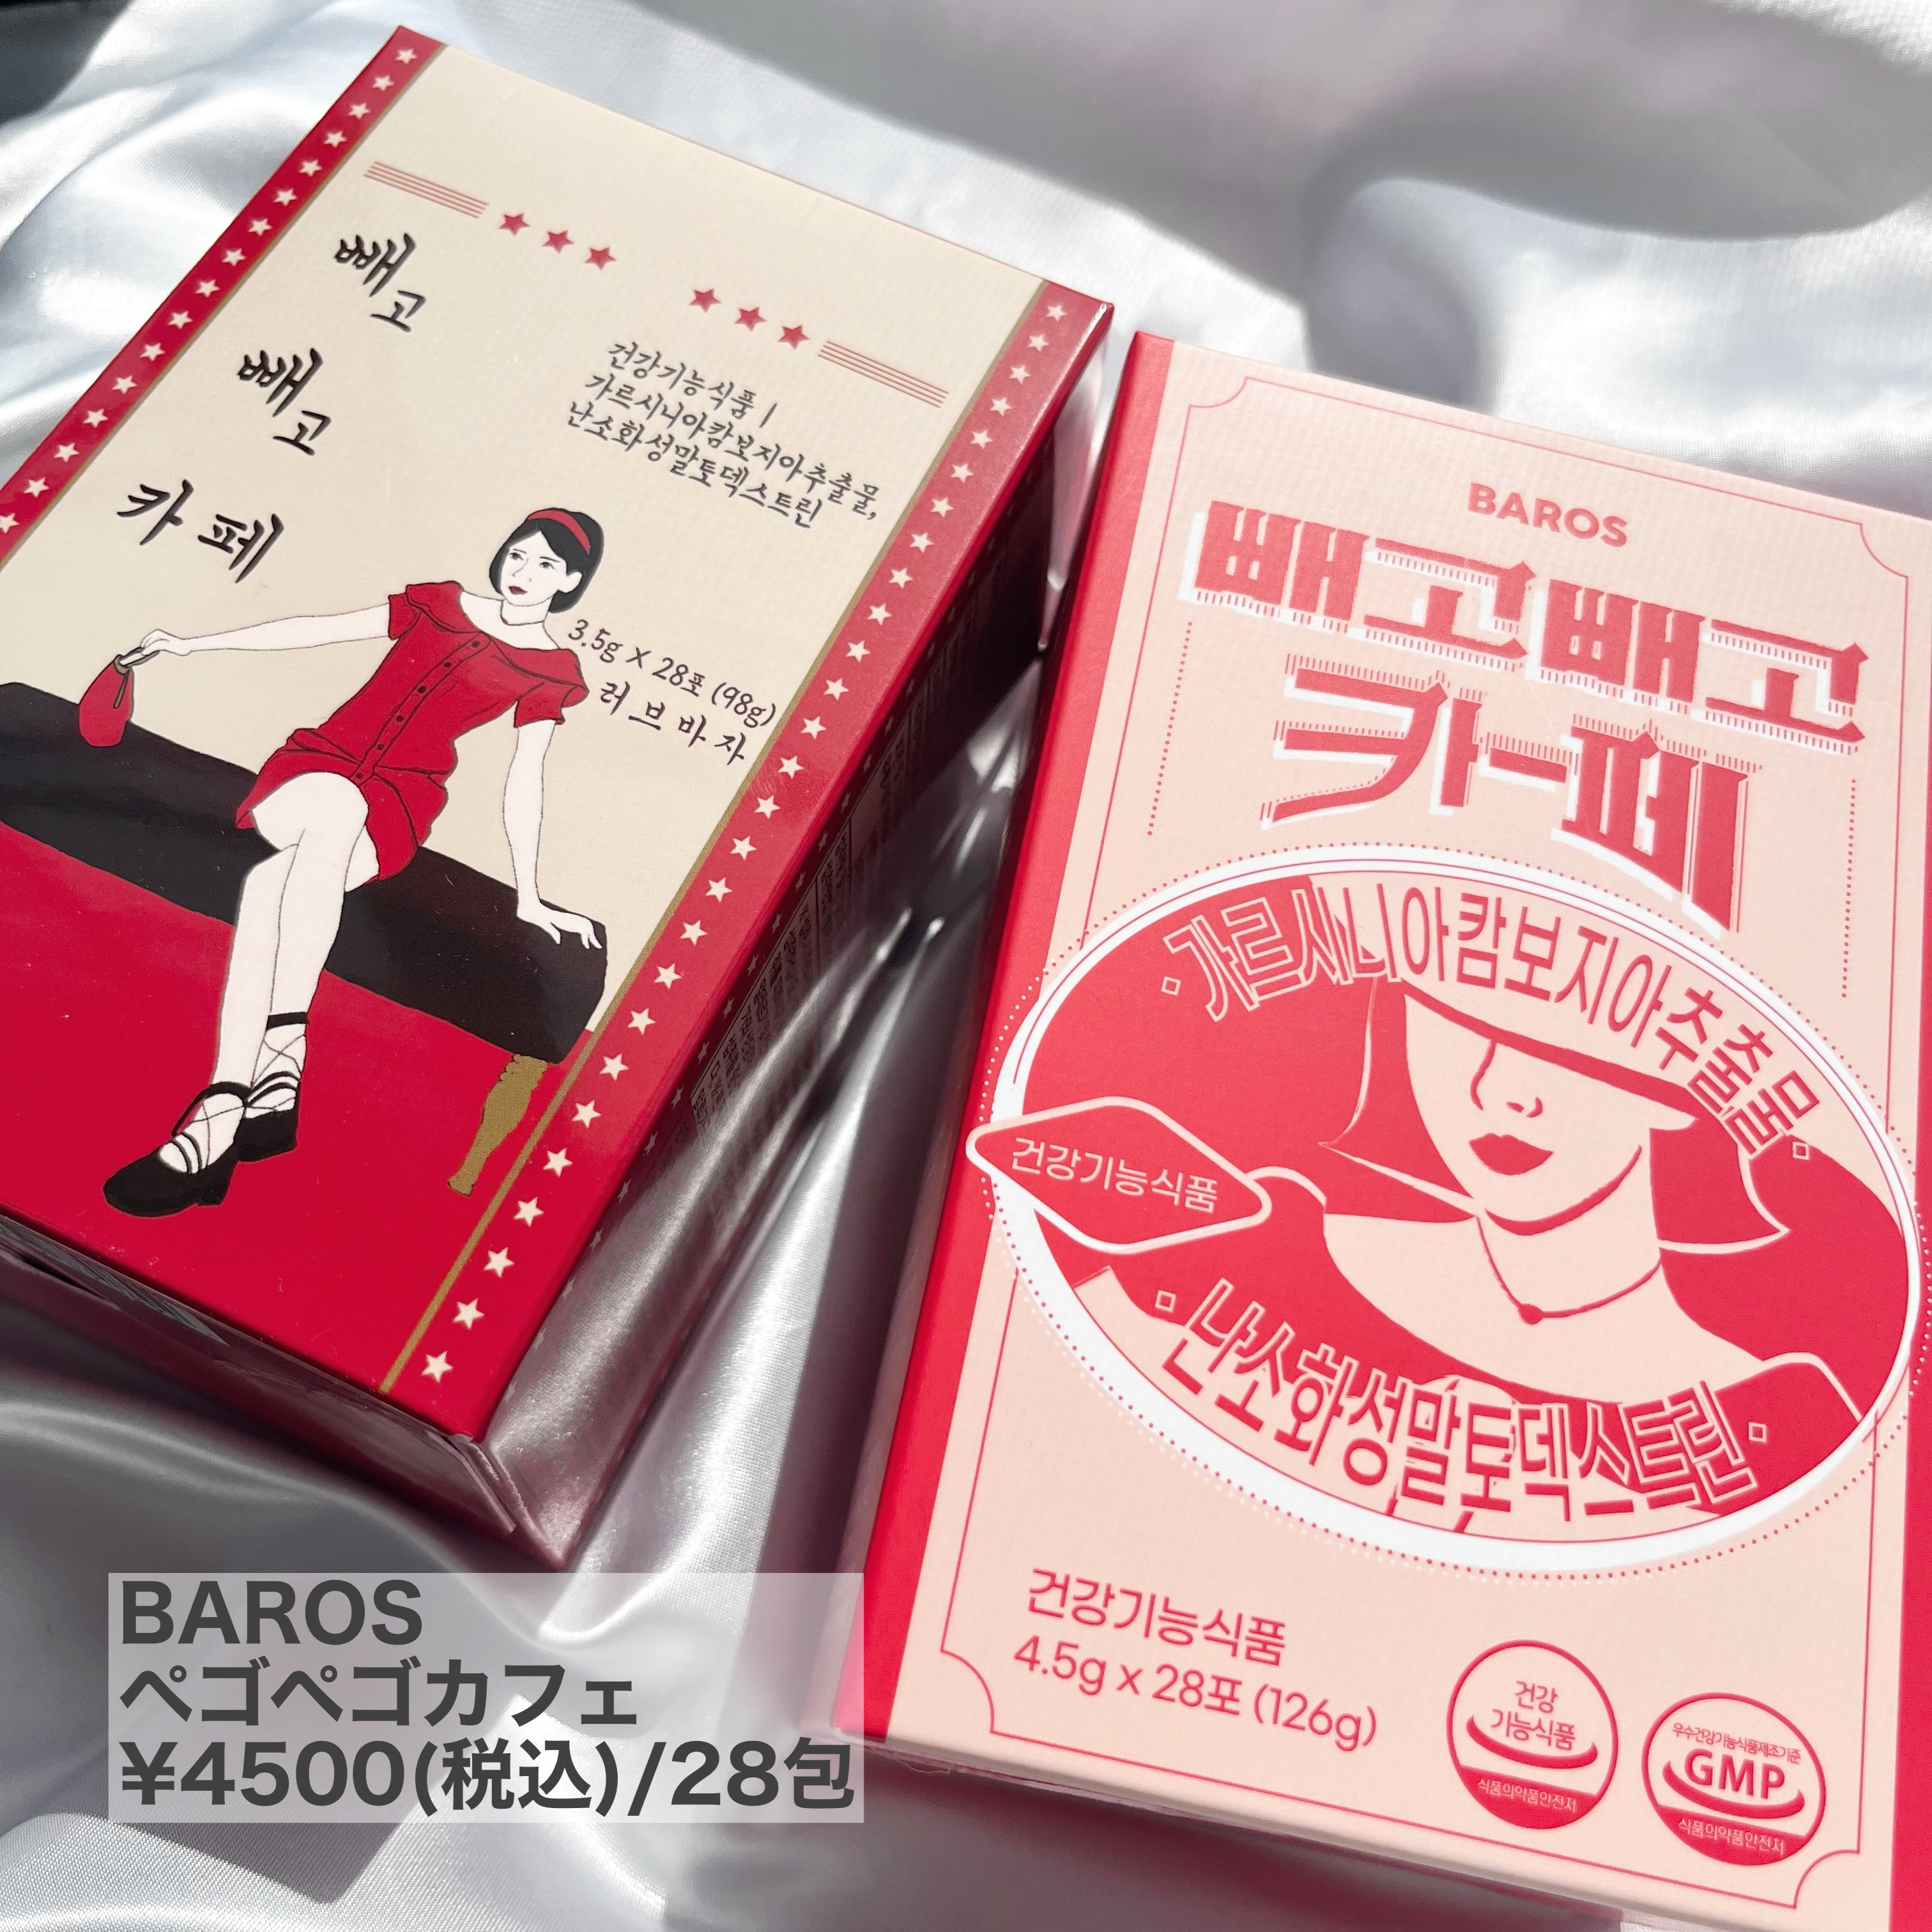 빼고
빼고
카페
건강기능식품 |
가르시니아캄보지아추출물,
난소화성말토덱스트린
3.5g X 28포 (98g)
러브바자
BAROS
빼고빼고
카페
가르시니아캄보지아추출물
건강기능식품
난소화성말토덱스트린
건강기능식품
4.5g x 28포 (126g)
건강
기능식품
식품의약품안전처
우수건강기능식품제조기준
GMP
식품의약품안전처
BAROS
ペゴペゴカフェ
¥4500(税込)/28包